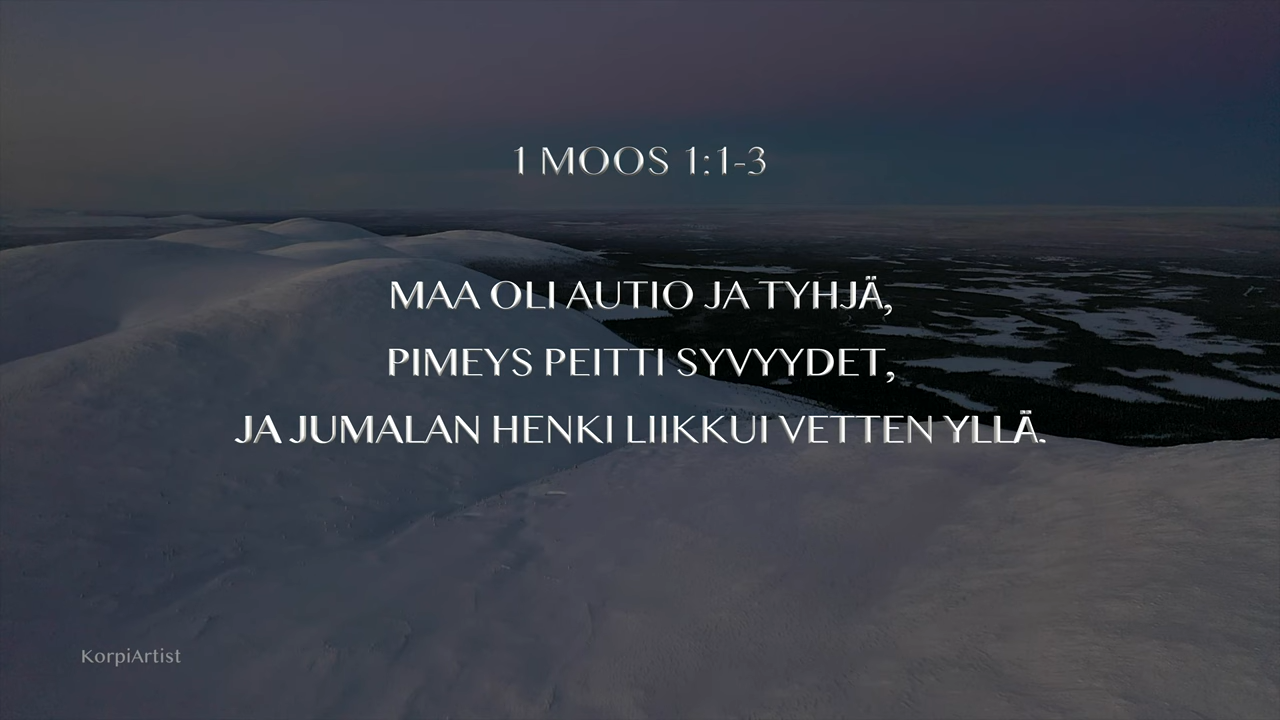 1 MOOS 1:1-3
MAA OLI AUTIO JA TYHJÄ,
PIMEYS PEITTI SYVYYDET,
JA JUMALAN HENKI LIIKKUI VETTEN YLLÄ.
KorpiArtist